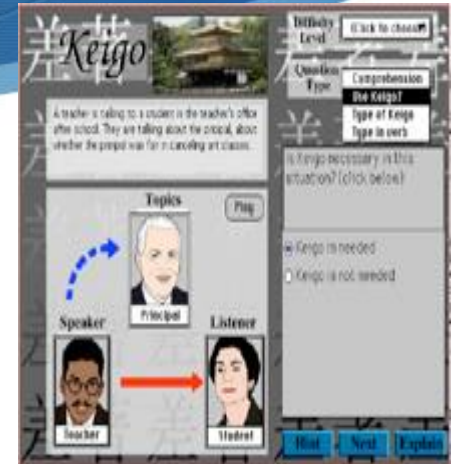 Keigo
Difficulty
Level
(Click to choose)
Question
Type
Comprehension
Use Keigo?
Type of Keigo
Type in verb
A teacher is talking to a student in the teacher's office
after school. They are talking about the principal, about
whether the principal was for in canceling art classes.
Is Keigo necessary in this
situation? (click below)
Keigo is needed
Keigo is not needed
Topics
Play
Principal
Speaker
Listener
Teacher
Student
Hint
Next
Explain